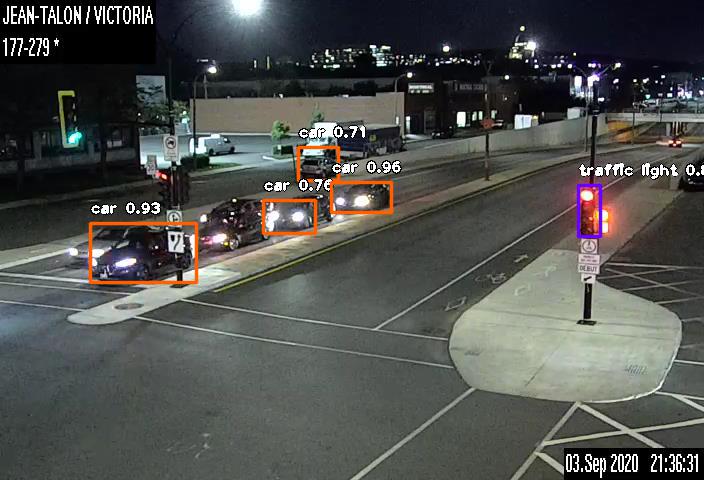 JEAN-TALON / VICTORIA
177-279 *
car 0.71
car 0.96
traffic light 0.8
car 0.76
car 0.93
DÉBUT
03.Sep 2020 21:36:31